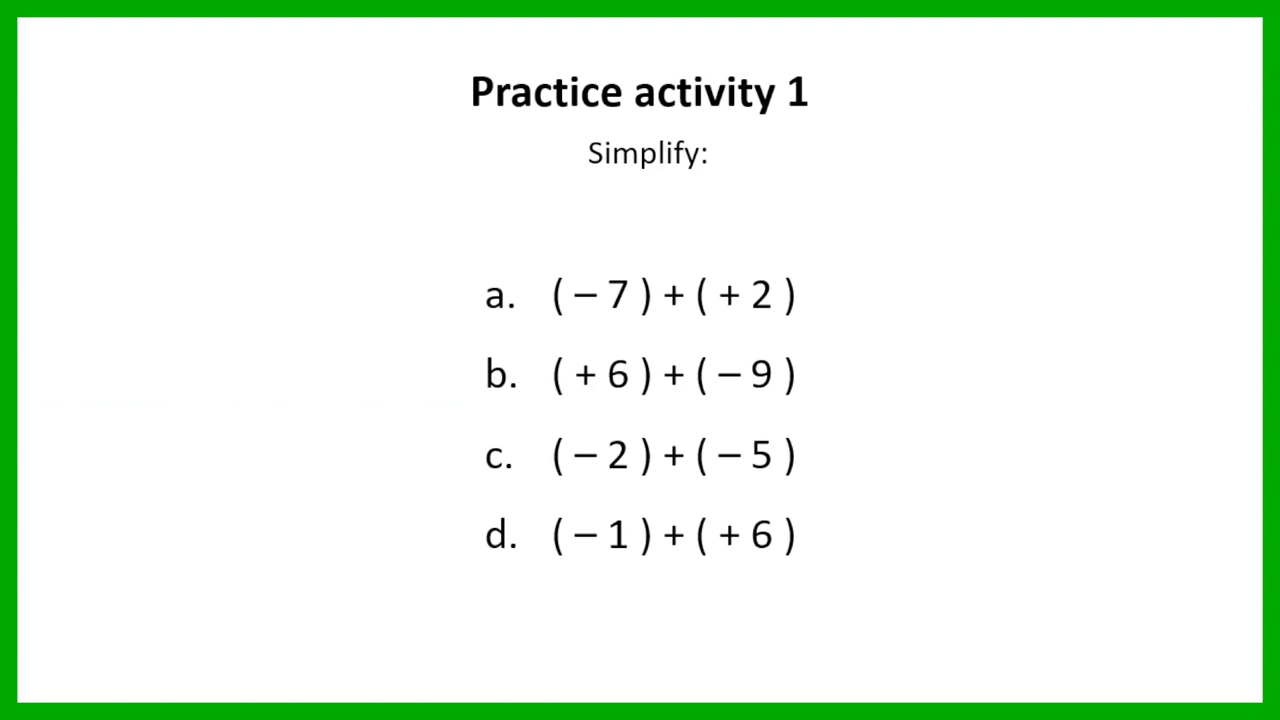 Practice activity 1
Simplify:
a. ( – 7 ) + ( + 2 )
b. ( + 6 ) + ( – 9 )
c. ( – 2 ) + ( – 5 )
d. ( – 1 ) + ( + 6 )